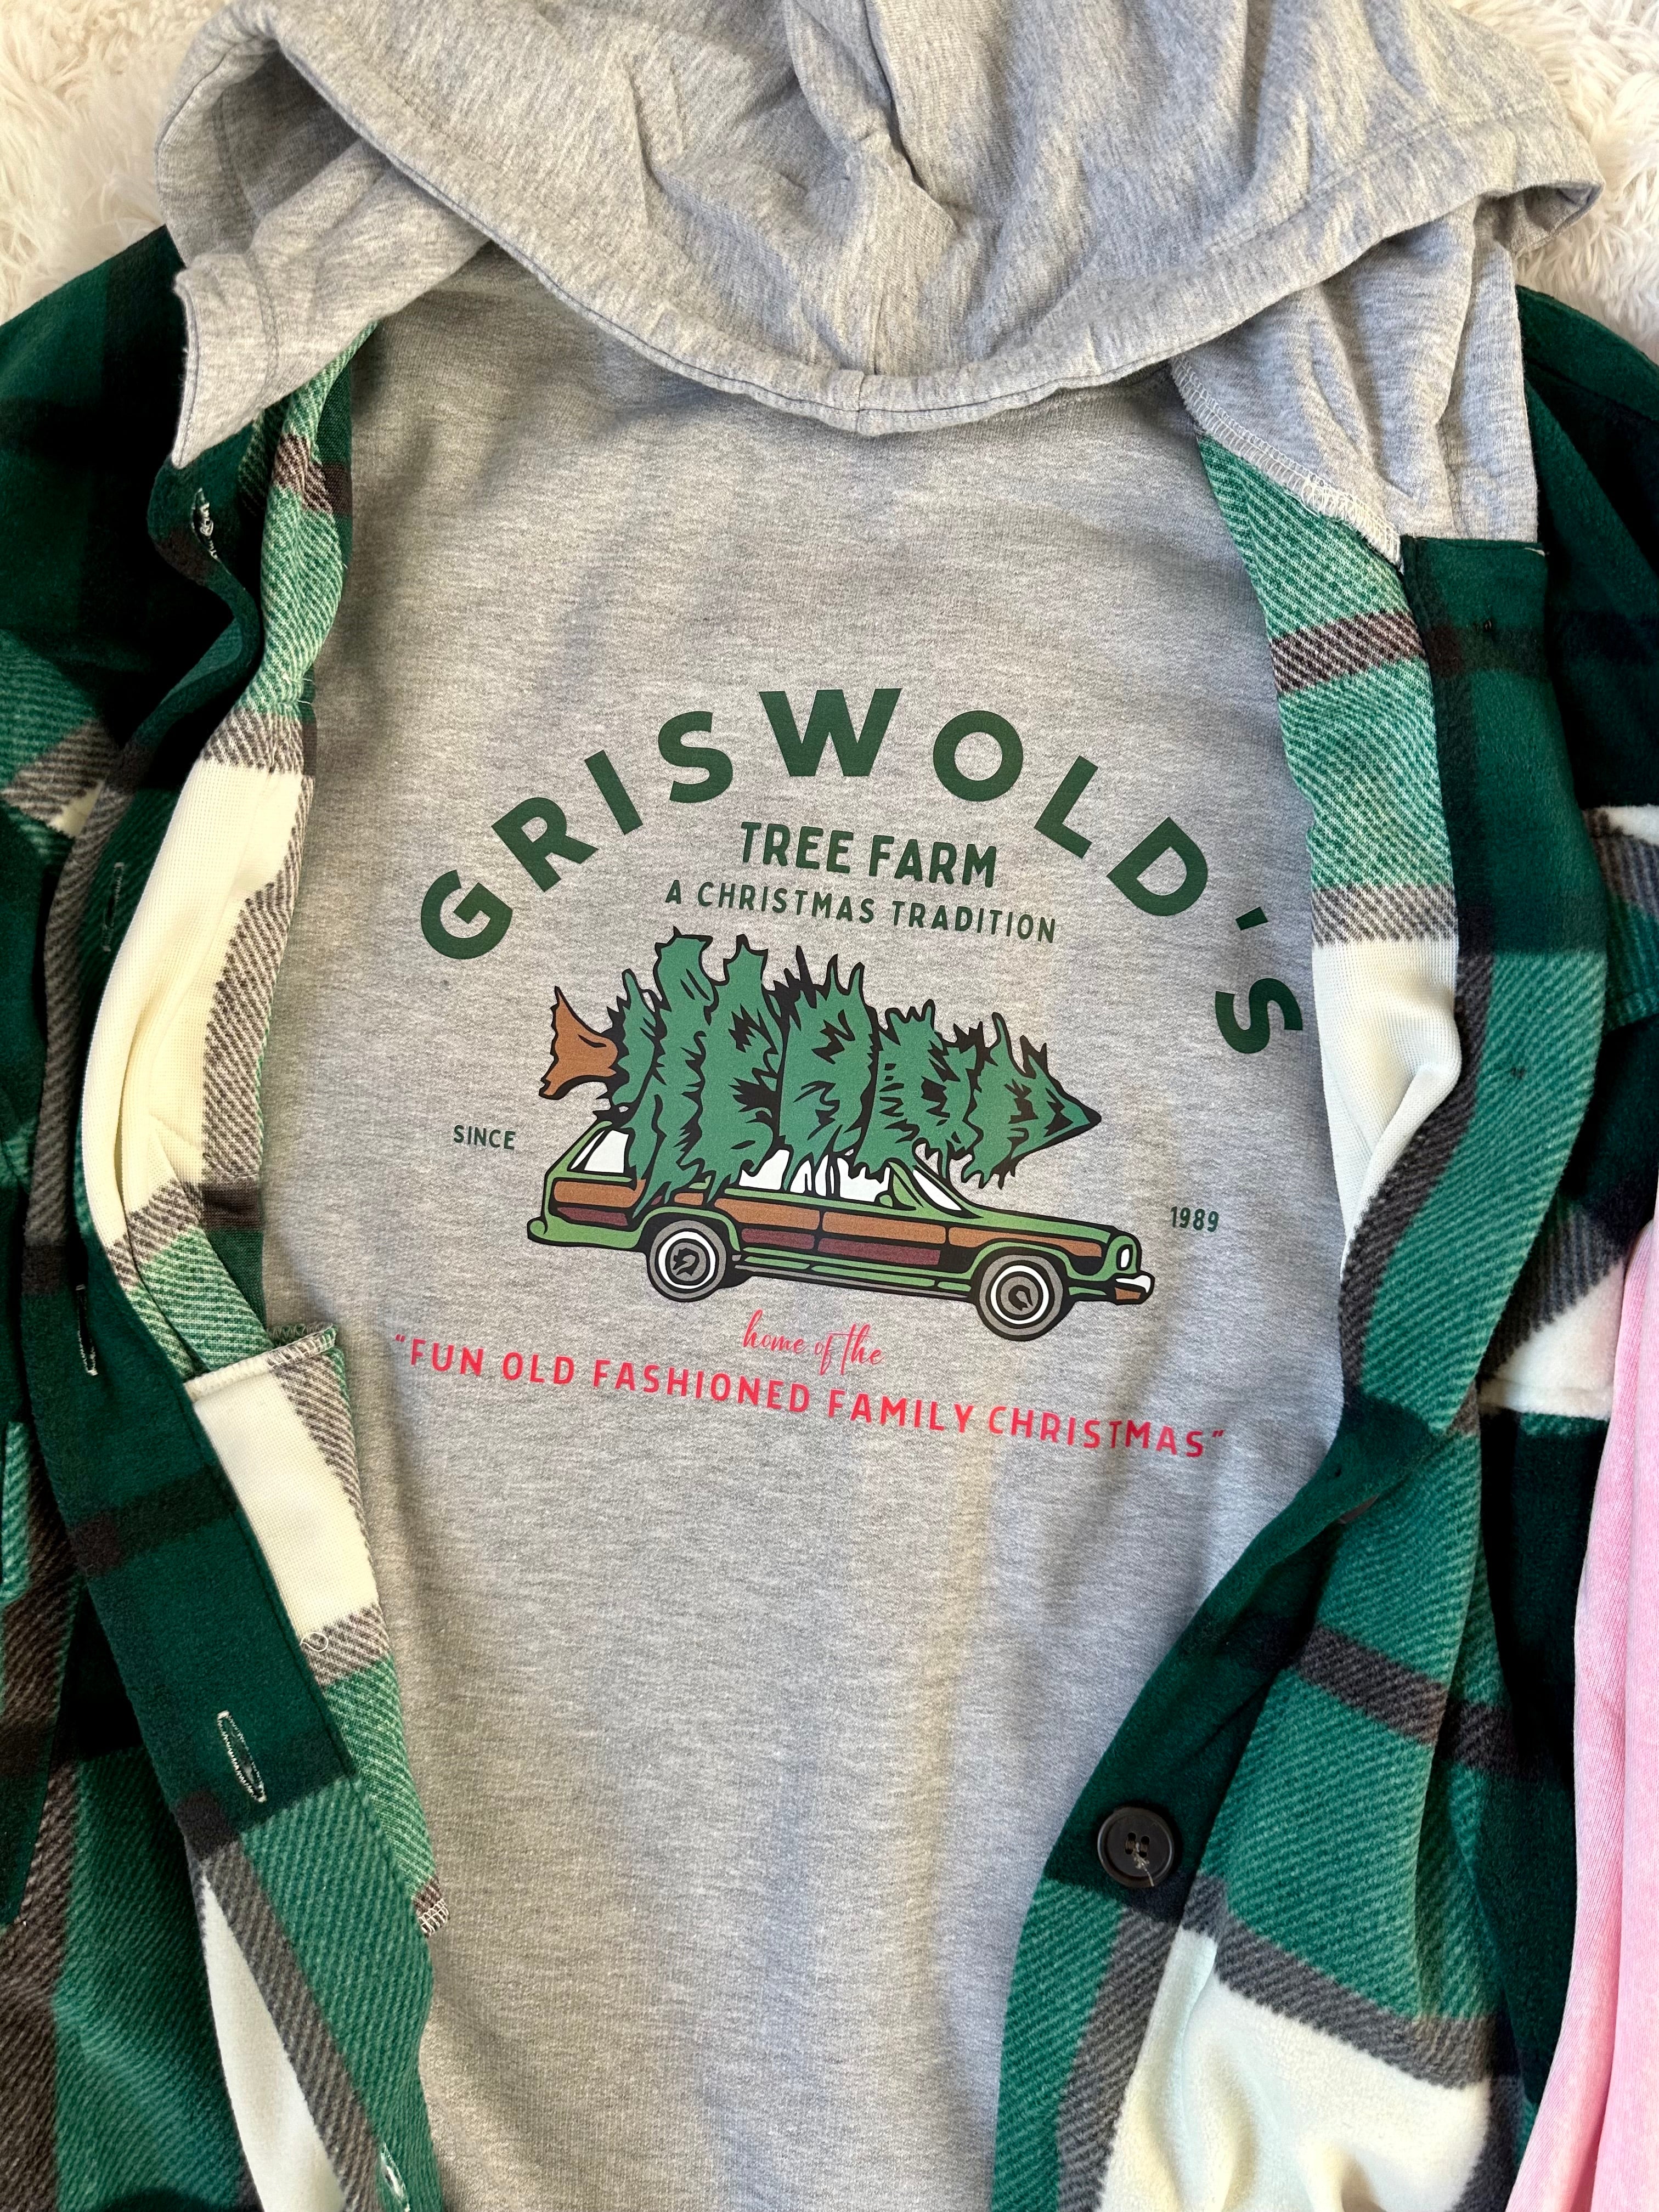 GRISWOLD'S
TREE FARM
A CHRISTMAS TRADITION
SINCE
1989
home of the
"FUN OLD FASHIONED FAMILY CHRISTMAS"